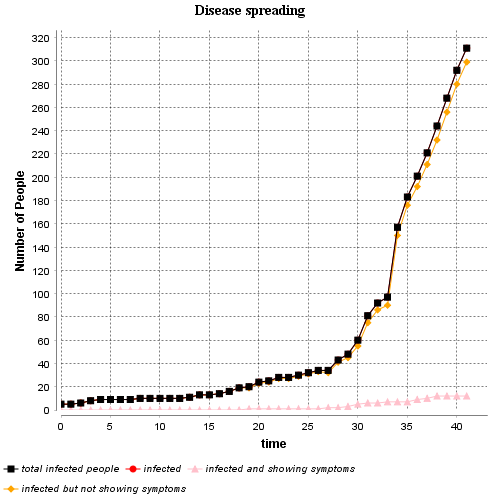 Disease spreading
320
300
280
260
240
220
200
180
160
140
120
100
80
60
40
20
0
Number of People
0 5 10 15 20 25 30 35 40
time
total infected people infected infected and showing symptoms
infected but not showing symptoms